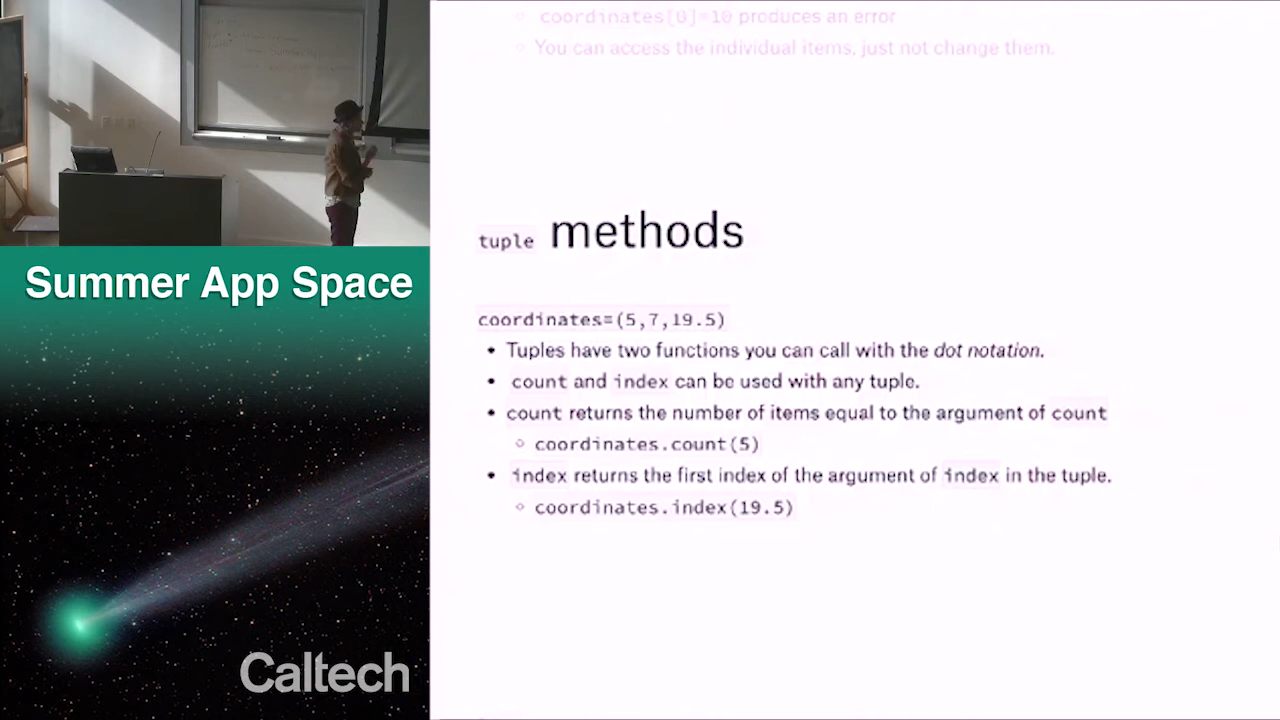 coordinates[0]=10 produces an error
You can access the individual items, just not change them.
tuple methods
coordinates=(5,7,19.5)
• Tuples have two functions you can call with the dot notation.
• count and index can be used with any tuple.
• count returns the number of items equal to the argument of count
coordinates.count(5)
• index returns the first index of the argument of index in the tuple.
coordinates.index(19.5)
Summer App Space
Caltech